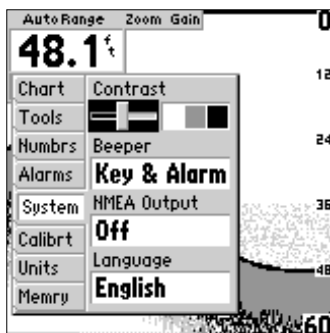 Auto Range Zoom Gain
48.1 ft
0
12
24
36
48
60
Chart
Tools
Numbrs
Alarms
System
Calibrt
Units
Memry
Contrast
Beeper
Key & Alarm
NMEA Output
Off
Language
English